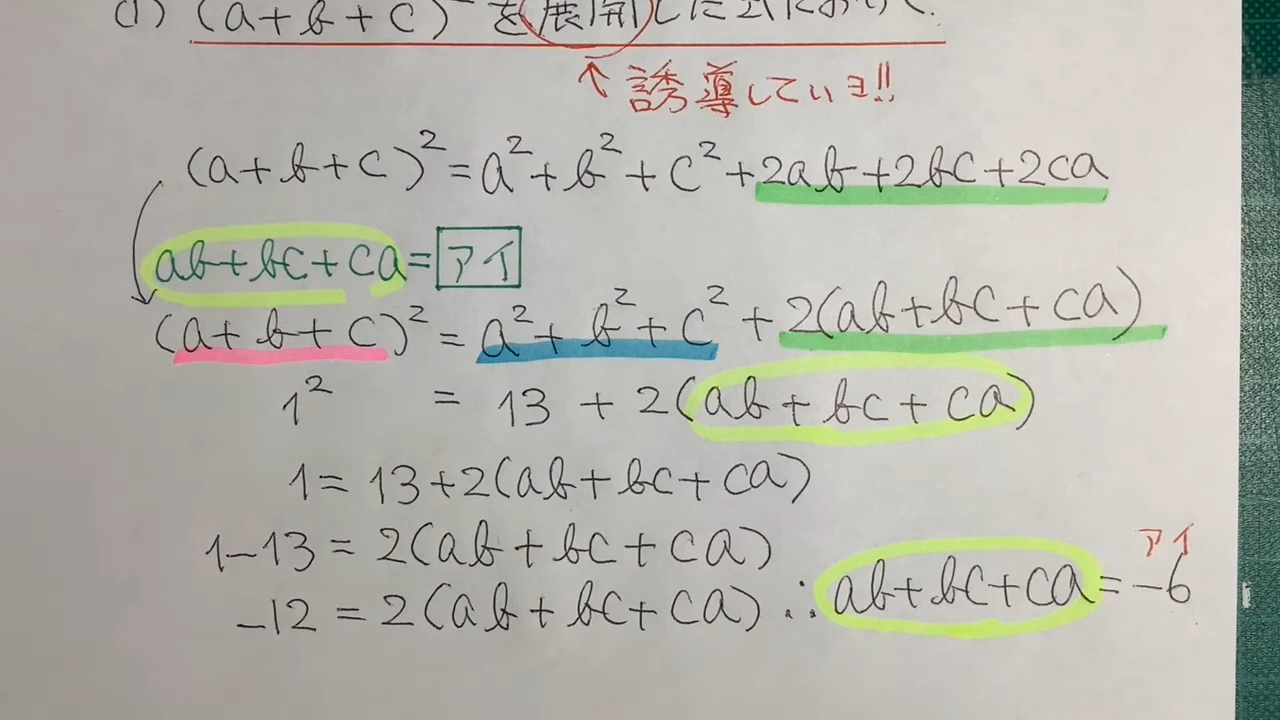 (1) (a+b+c)² を展開した式において.
↑誘導しているヨ!!
(a+b+c)²=a²+b²+c²+2ab+2bc+2ca
ab+bc+ca=アイ
(a+b+c)²=a²+b²+c²+2(ab+bc+ca)
1² = 13+2(ab+bc+ca)
1=13+2(ab+bc+ca)
1-13=2(ab+bc+ca)
アイ
-12=2(ab+bc+ca) ∴ab+bc+ca=-6